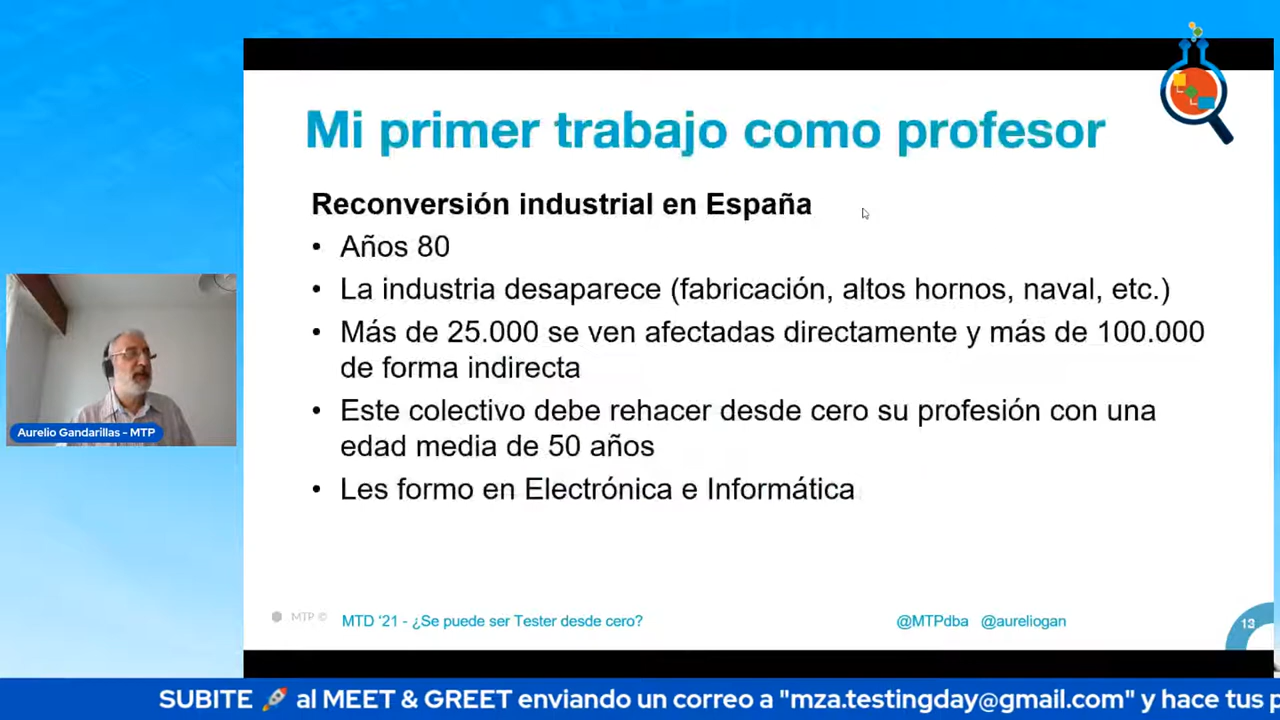 Mi primer trabajo como profesor
Reconversión industrial en España
• Años 80
• La industria desaparece (fabricación, altos hornos, naval, etc.)
• Más de 25.000 se ven afectadas directamente y más de 100.000
de forma indirecta
• Este colectivo debe rehacer desde cero su profesión con una
edad media de 50 años
• Les formo en Electrónica e Informática
Aurelio Gandarillas - MTP
MTP © MTD '21 - ¿Se puede ser Tester desde cero? @MTPdba @aureliogan 13
SUBITE 🚀 al MEET & GREET enviando un correo a "mza.testingday@gmail.com" y hace tus p